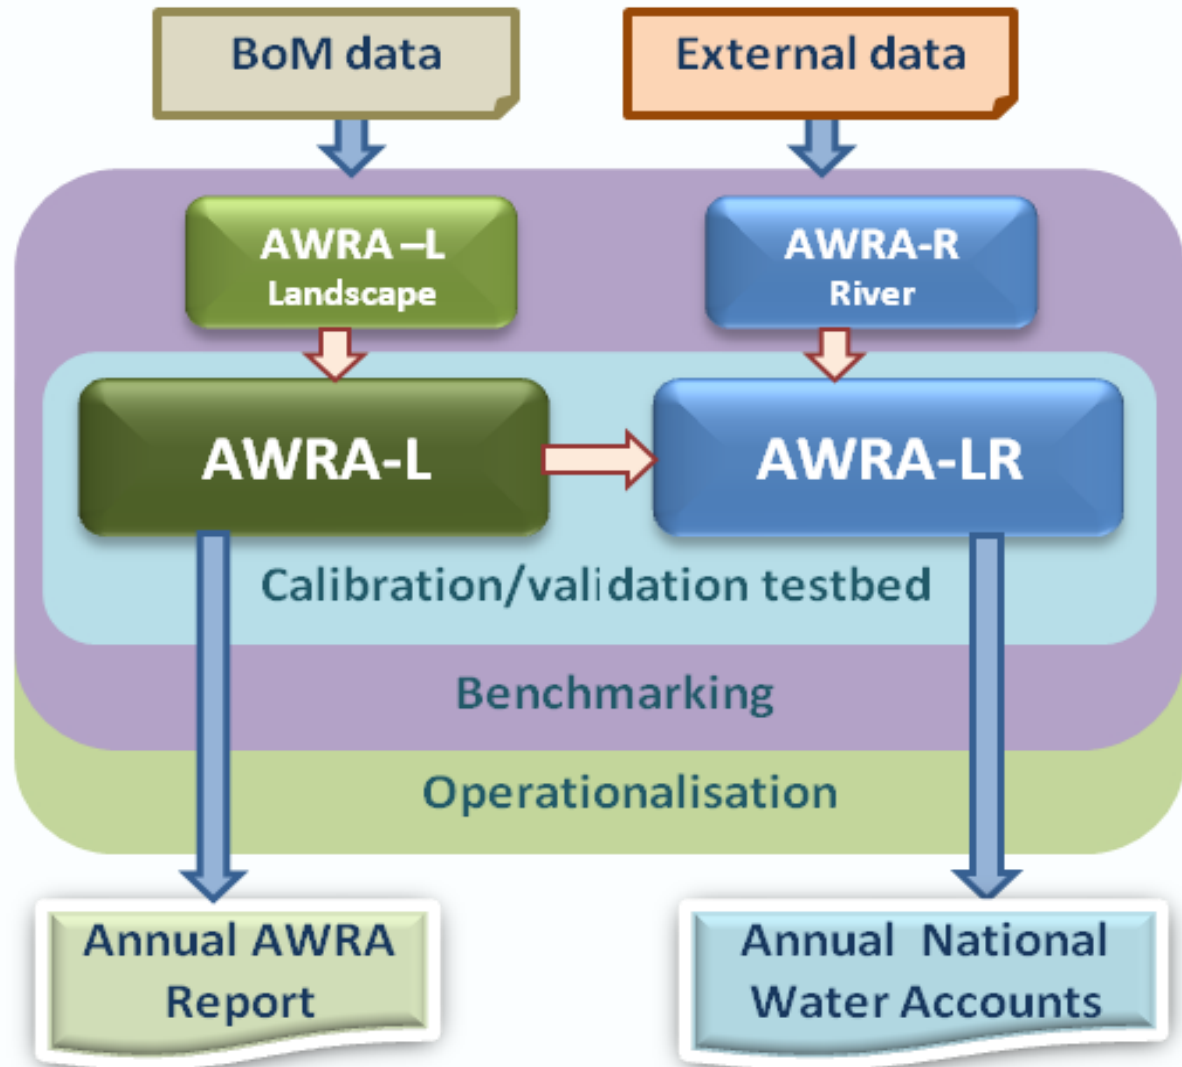 BoM data
External data
AWRA –L
Landscape
AWRA-R
River
AWRA-L
AWRA-LR
Calibration/validation testbed
Benchmarking
Operationalisation
Annual AWRA
Report
Annual National
Water Accounts